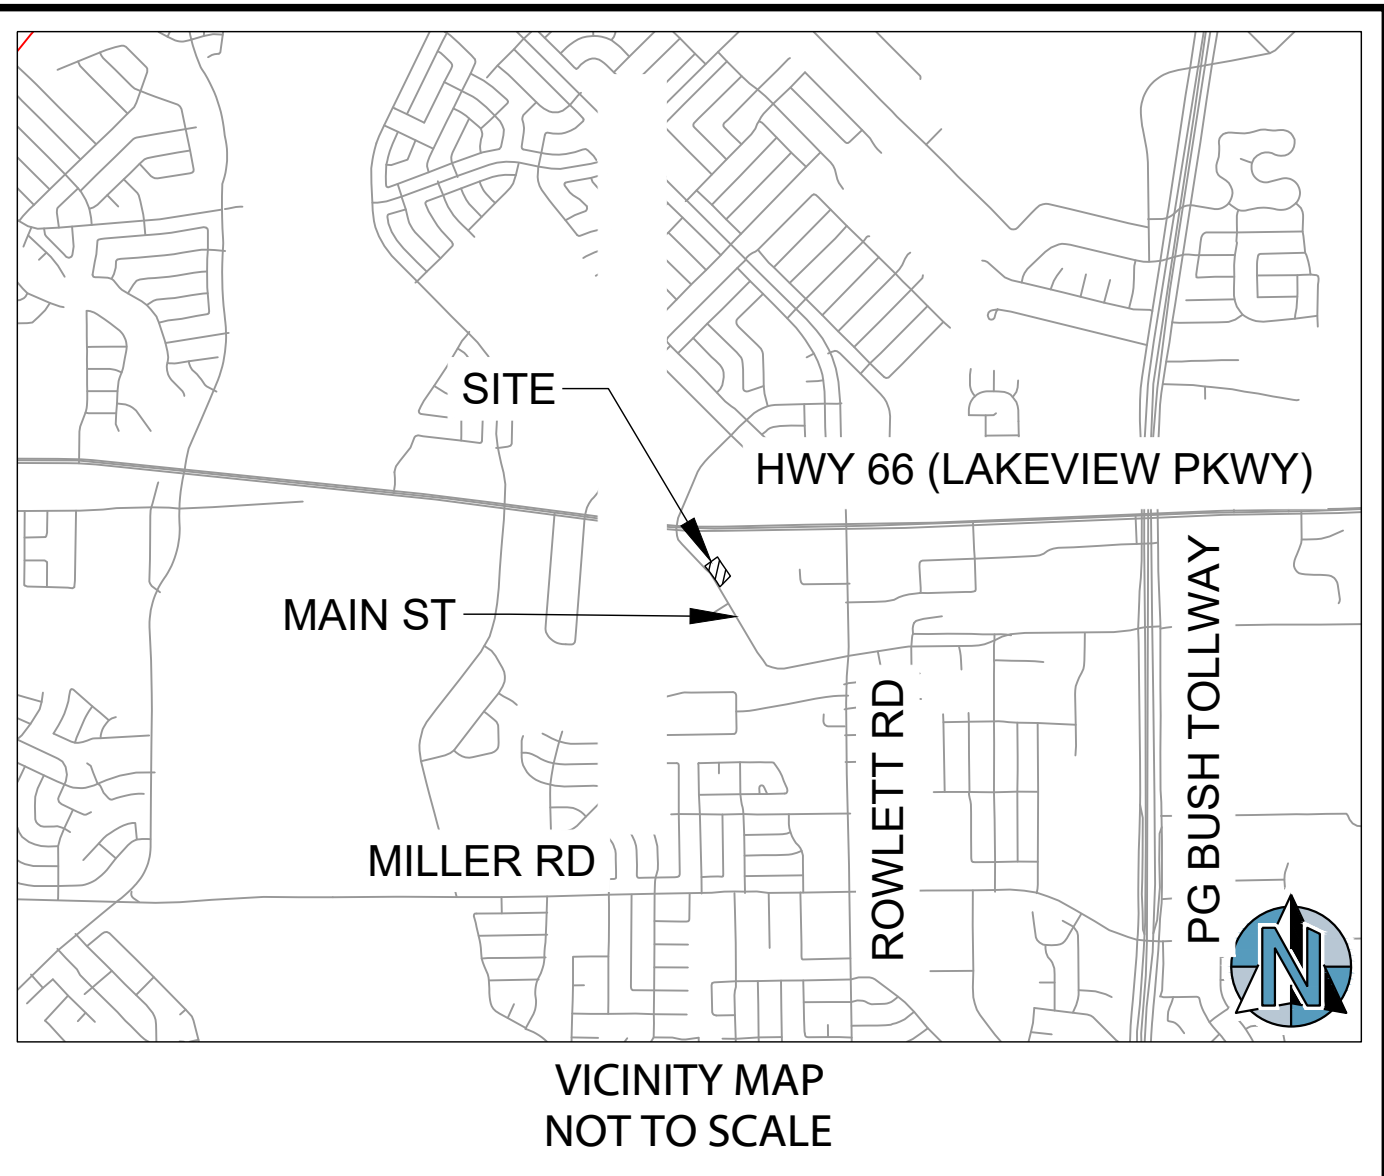 SITE
HWY 66 (LAKEVIEW PKWY)
MAIN ST
PG BUSH TOLLWAY
ROWLETT RD
MILLER RD
N
VICINITY MAP
NOT TO SCALE